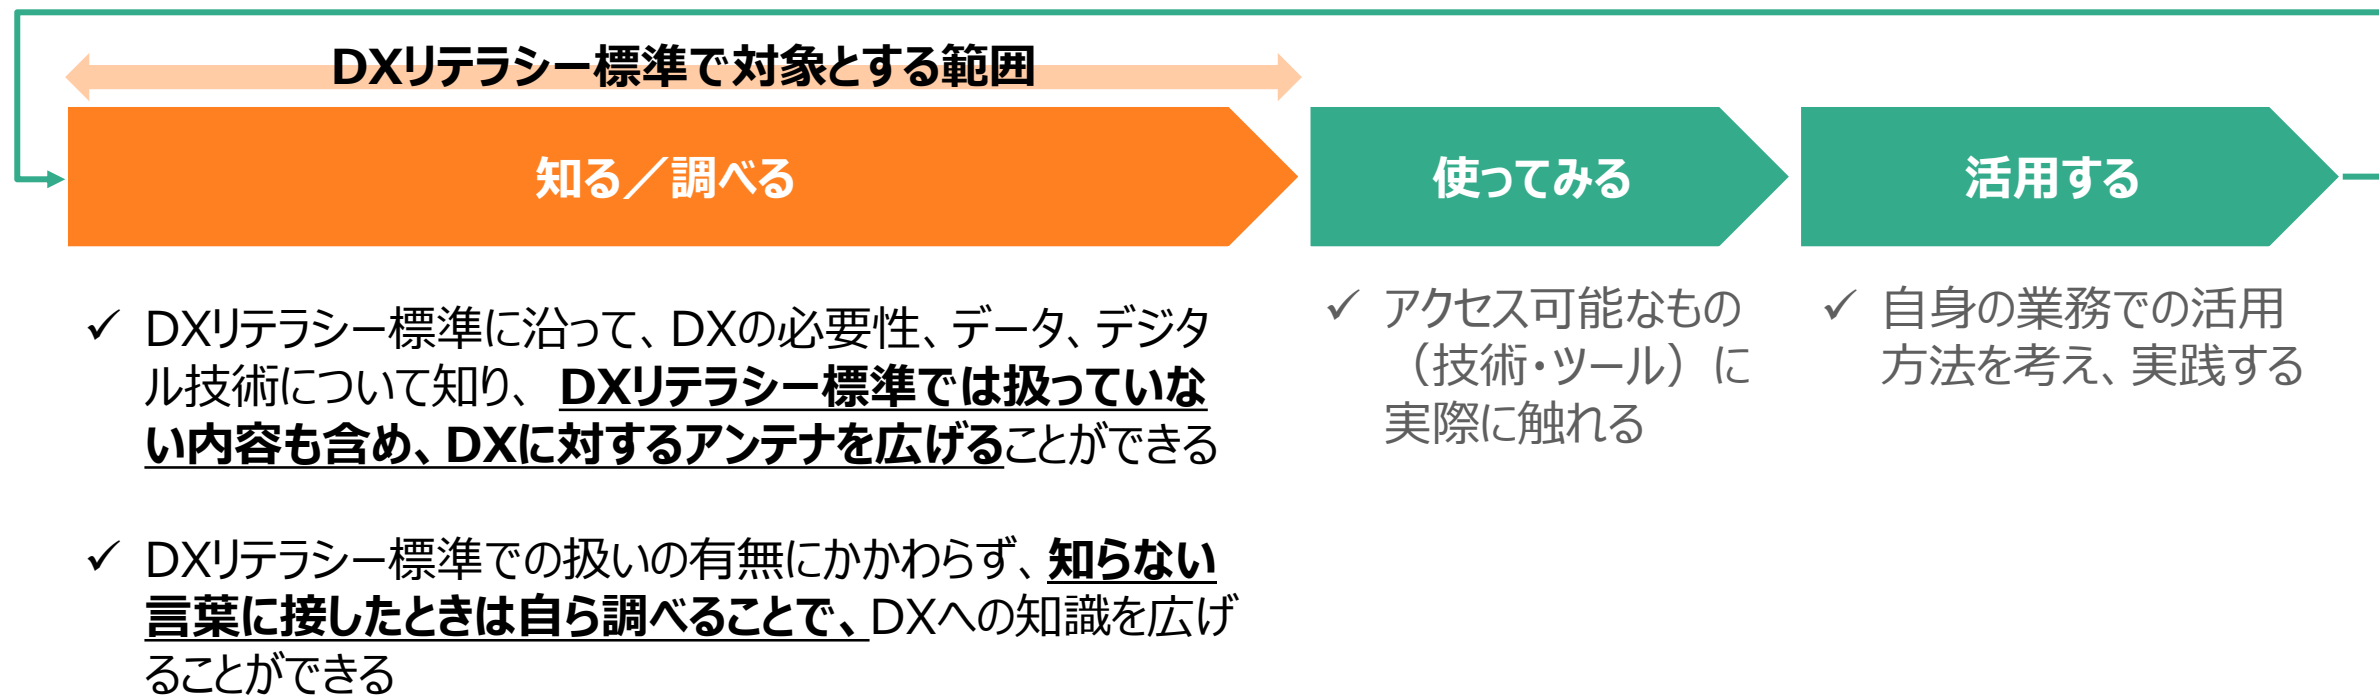 DXリテラシー標準で対象とする範囲
知る／調べる
使ってみる
活用する
✓ DXリテラシー標準に沿って、DXの必要性、データ、デジタ
ル技術について知り、 DXリテラシー標準では扱っていな
い内容も含め、DXに対するアンテナを広げることができる
✓ DXリテラシー標準での扱いの有無にかかわらず、知らない
言葉に接したときは自ら調べることで、DXへの知識を広げ
ることができる
✓ アクセス可能なもの
（技術・ツール）に
実際に触れる
✓ 自身の業務での活用
方法を考え、実践する